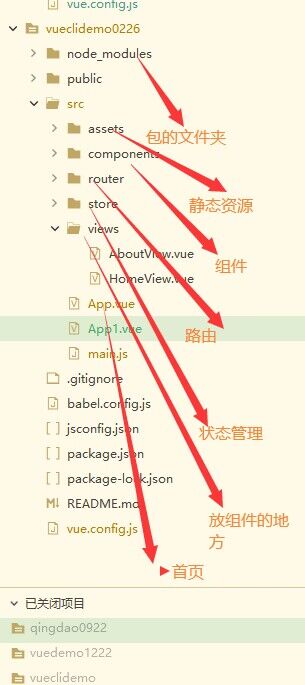 vue.config.js
vueclidemo0226
node_modules
public
src
包的文件夹
assets
静态资源
components
组件
router
路由
store
状态管理
views
放组件的地
方
AboutView.vue
HomeView.vue
App.vue
首页
App1.vue
main.js
.gitignore
babel.config.js
jsconfig.json
package.json
package-lock.json
README.md
vue.config.js
已关闭项目
qingdao0922
vuedemo1222
vueclidemo